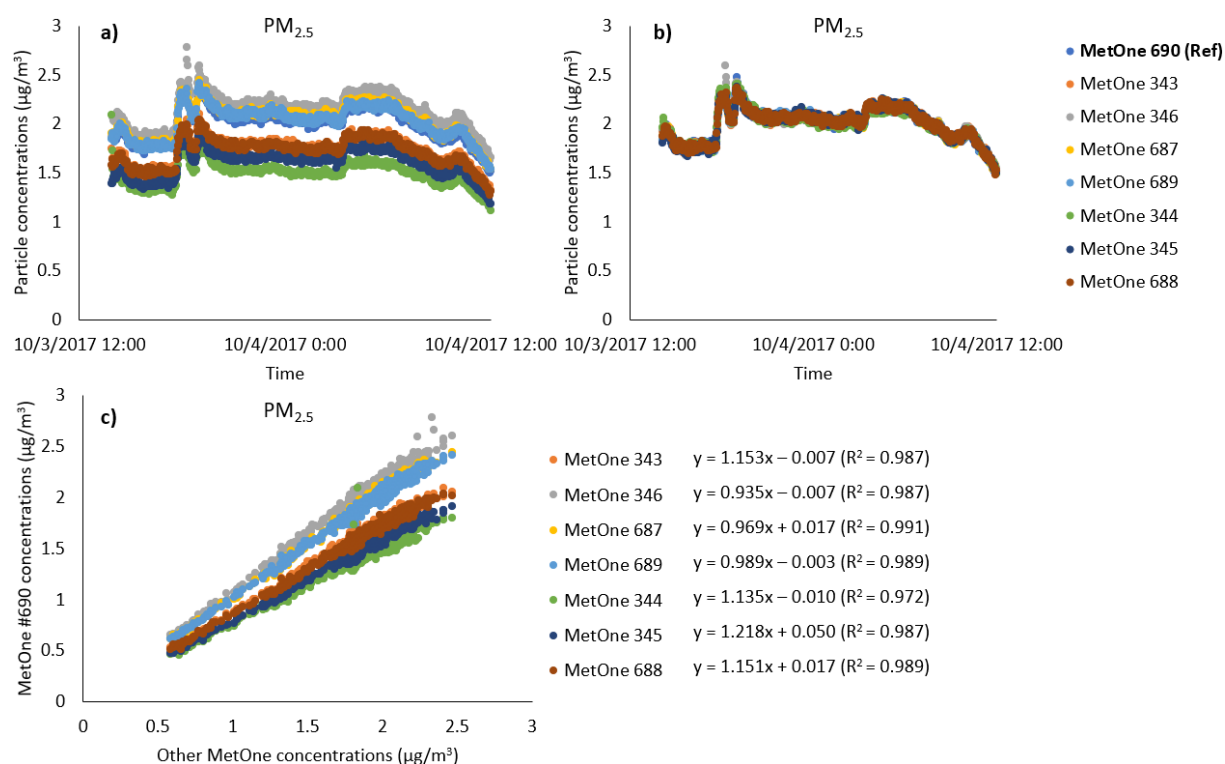 a)
PM2.5
Particle concentrations (µg/m³)
3
2.5
2
1.5
1
0.5
0
10/3/2017 12:00
10/4/2017 0:00
10/4/2017 12:00
Time
b)
PM2.5
Particle concentrations (µg/m³)
3
2.5
2
1.5
1
0.5
0
10/3/2017 12:00
10/4/2017 0:00
10/4/2017 12:00
Time
MetOne 690 (Ref)
MetOne 343
MetOne 346
MetOne 687
MetOne 689
MetOne 344
MetOne 345
MetOne 688
c)
PM2.5
MetOne #690 concentrations (µg/m³)
3
2.5
2
1.5
1
0.5
0
0
0.5
1
1.5
2
2.5
3
Other MetOne concentrations (µg/m³)
MetOne 343 y = 1.153x – 0.007 (R² = 0.987)
MetOne 346 y = 0.935x – 0.007 (R² = 0.987)
MetOne 687 y = 0.969x + 0.017 (R² = 0.991)
MetOne 689 y = 0.989x – 0.003 (R² = 0.989)
MetOne 344 y = 1.135x – 0.010 (R² = 0.972)
MetOne 345 y = 1.218x + 0.050 (R² = 0.987)
MetOne 688 y = 1.151x + 0.017 (R² = 0.989)